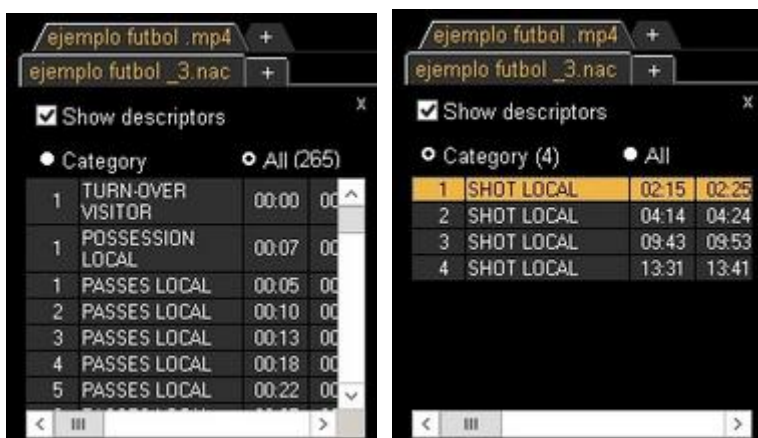 ejemplo futbol .mp4 +
ejemplo futbol _3.nac +
x
Show descriptors
Category All (265)
1 TURN-OVER VISITOR 00:00
1 POSSESSION LOCAL 00:07
1 PASSES LOCAL 00:05
2 PASSES LOCAL 00:10
3 PASSES LOCAL 00:13
4 PASSES LOCAL 00:18
5 PASSES LOCAL 00:22
ejemplo futbol .mp4 +
ejemplo futbol _3.nac +
x
Show descriptors
Category (4) All
1 SHOT LOCAL 02:15 02:25
2 SHOT LOCAL 04:14 04:24
3 SHOT LOCAL 09:43 09:53
4 SHOT LOCAL 13:31 13:41